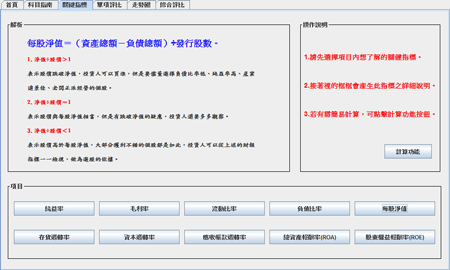 首頁 科目指南 關鍵指標 單項評比 走勢圖 綜合評比
解析
每股淨值＝（資產總額－負債總額）÷發行股數。
1.淨值÷股價＞1
表示股價跌破淨值，投資人可以買進，但是要盡量選擇負債比率低、純益率高、產業
遠景佳、老闆正派經營的個股。
2.淨值÷股價＝1
表示股價與每股淨值相當，但是有跌破淨值的疑慮，投資人還要多多觀察。
3.淨值÷股價＜1
表示股價高於每股淨值，大部分獲利不錯的個股都是如此，投資人可以從上述的財報
指標一一檢視，做為選股的依據。
操作說明
1.請先選擇項目內想了解的關鍵指標。
2.接著裡的框框會產生此指標之詳細說明。
3.若有需簡易計算，可點擊計算功能按鈕。
計算功能
項目
純益率 毛利率 流動比率 負債比率 每股淨值
存貨週轉率 資本週轉率 應收帳款週轉率 總資產報酬率(ROA) 股東權益報酬率(ROE)